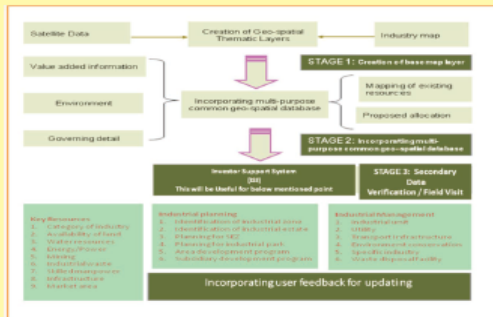 Satellite Data
Creation of Geo-spatial
Thematic Layers
Industry map
STAGE 1: Creation of base map layer
Value added information
Environment
Governing detail
Incorporating multi-purpose
common geo-spatial database
Mapping of existing
resources
Proposed allocation
STAGE 2: Incorporating multi-
purpose common geo-spatial database
Investor Support System
This will be Useful for below mentioned point
STAGE 3: Secondary
Data
Verification / Field Visit
Key Resources
1. Category of industry
2. Availability of land
3. Water resources
4. Energy/Power
5. Mining
6. Industrial waste
7. Skilled manpower
8. Infrastructure
9. Market area
Industrial planning
1. Identification of industrial zone
2. Identification of industrial estate
3. Planning for
4. Planning for industrial park
5. Area development program
6. Subsidiary development program
Industrial Management
1. Industrial unit
2. Utility
3. Transport infrastructure
4. Environment conservation
5. Specific industry
6. Waste disposal facility
Incorporating user feedback for updating